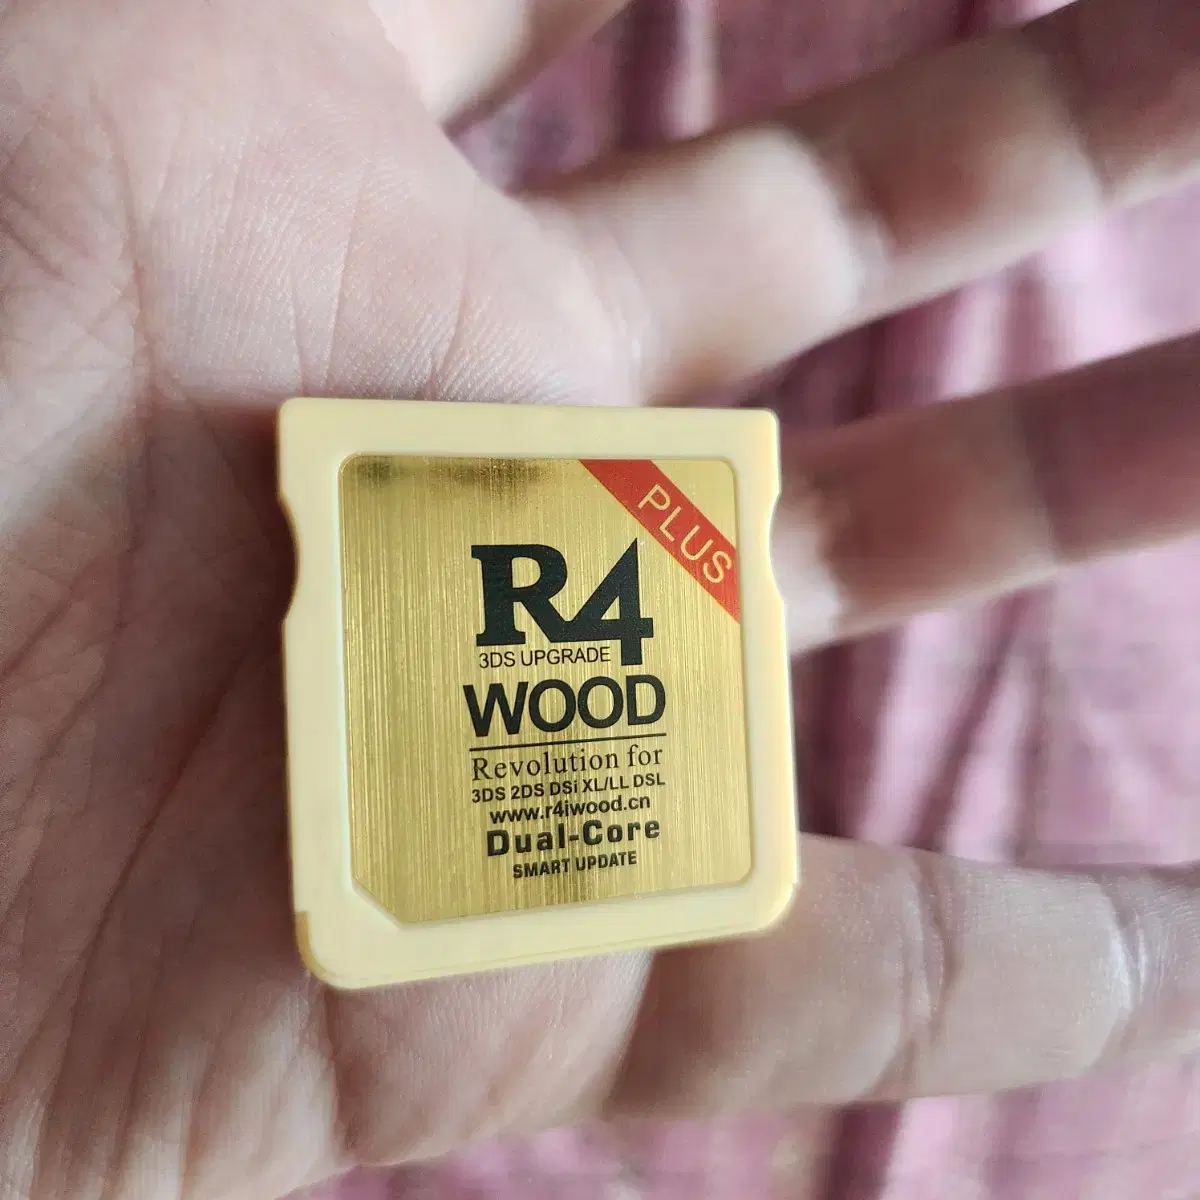 PLUS
R4
3DS UPGRADE
WOOD
Revolution for
3DS 2DS DSi XL/LL DSL
www.r4iwood.cn
Dual-Core
SMART UPDATE